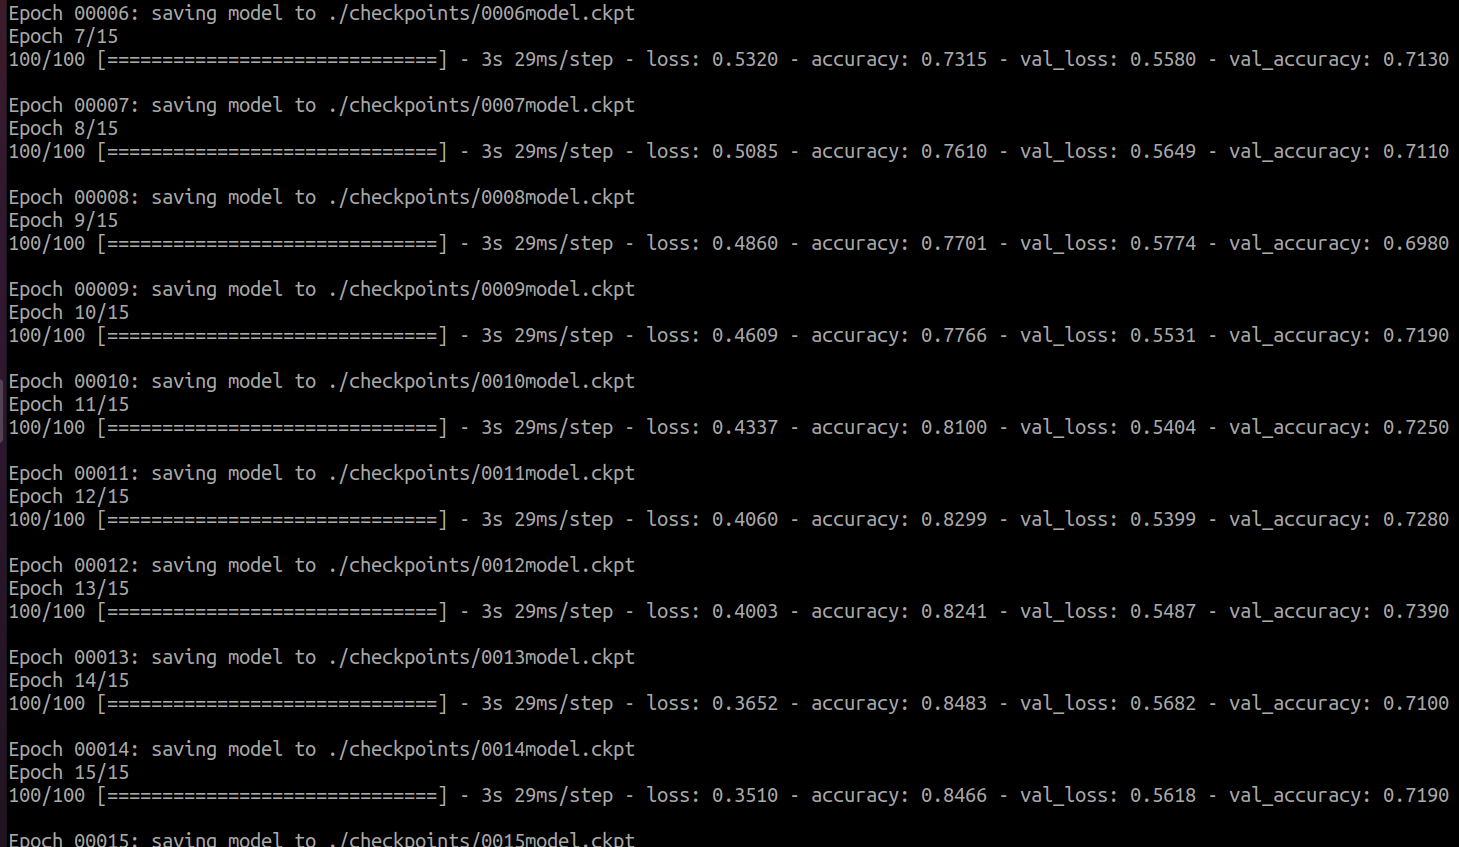 Epoch 00006: saving model to ./checkpoints/0006model.ckpt
Epoch 7/15
100/100 [==============================] - 3s 29ms/step - loss: 0.5320 - accuracy: 0.7315 - val_loss: 0.5580 - val_accuracy: 0.7130
Epoch 00007: saving model to ./checkpoints/0007model.ckpt
Epoch 8/15
100/100 [==============================] - 3s 29ms/step - loss: 0.5085 - accuracy: 0.7610 - val_loss: 0.5649 - val_accuracy: 0.7110
Epoch 00008: saving model to ./checkpoints/0008model.ckpt
Epoch 9/15
100/100 [==============================] - 3s 29ms/step - loss: 0.4860 - accuracy: 0.7701 - val_loss: 0.5774 - val_accuracy: 0.6980
Epoch 00009: saving model to ./checkpoints/0009model.ckpt
Epoch 10/15
100/100 [==============================] - 3s 29ms/step - loss: 0.4609 - accuracy: 0.7766 - val_loss: 0.5531 - val_accuracy: 0.7190
Epoch 00010: saving model to ./checkpoints/0010model.ckpt
Epoch 11/15
100/100 [==============================] - 3s 29ms/step - loss: 0.4337 - accuracy: 0.8100 - val_loss: 0.5404 - val_accuracy: 0.7250
Epoch 00011: saving model to ./checkpoints/0011model.ckpt
Epoch 12/15
100/100 [==============================] - 3s 29ms/step - loss: 0.4060 - accuracy: 0.8299 - val_loss: 0.5399 - val_accuracy: 0.7280
Epoch 00012: saving model to ./checkpoints/0012model.ckpt
Epoch 13/15
100/100 [==============================] - 3s 29ms/step - loss: 0.4003 - accuracy: 0.8241 - val_loss: 0.5487 - val_accuracy: 0.7390
Epoch 00013: saving model to ./checkpoints/0013model.ckpt
Epoch 14/15
100/100 [==============================] - 3s 29ms/step - loss: 0.3652 - accuracy: 0.8483 - val_loss: 0.5682 - val_accuracy: 0.7100
Epoch 00014: saving model to ./checkpoints/0014model.ckpt
Epoch 15/15
100/100 [==============================] - 3s 29ms/step - loss: 0.3510 - accuracy: 0.8466 - val_loss: 0.5618 - val_accuracy: 0.7190
Epoch 00015: saving model to ./checkpoints/0015model.ckpt